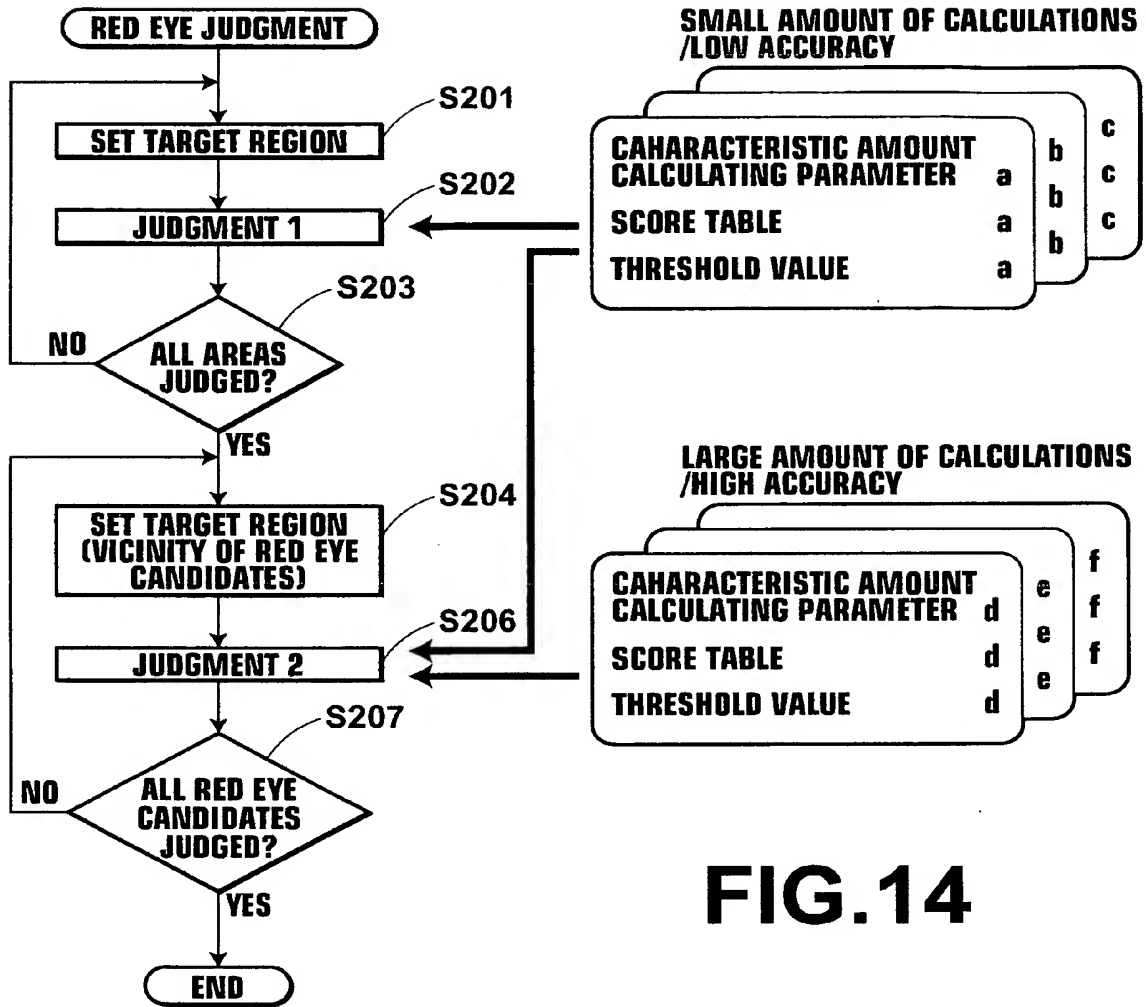 RED EYE JUDGMENT
S201
SET TARGET REGION
S202
JUDGMENT 1
S203
NO
ALL AREAS
JUDGED?
YES
S204
SET TARGET REGION
(VICINITY OF RED EYE
CANDIDATES)
S206
JUDGMENT 2
S207
NO
ALL RED EYE
CANDIDATES
JUDGED?
YES
END
SMALL AMOUNT OF CALCULATIONS
/LOW ACCURACY
CAHARACTERISTIC AMOUNT
CALCULATING PARAMETER a
SCORE TABLE a
THRESHOLD VALUE a
b
b
b
c
c
c
LARGE AMOUNT OF CALCULATIONS
/HIGH ACCURACY
CAHARACTERISTIC AMOUNT
CALCULATING PARAMETER d
SCORE TABLE d
THRESHOLD VALUE d
e
e
e
f
f
f
FIG.14